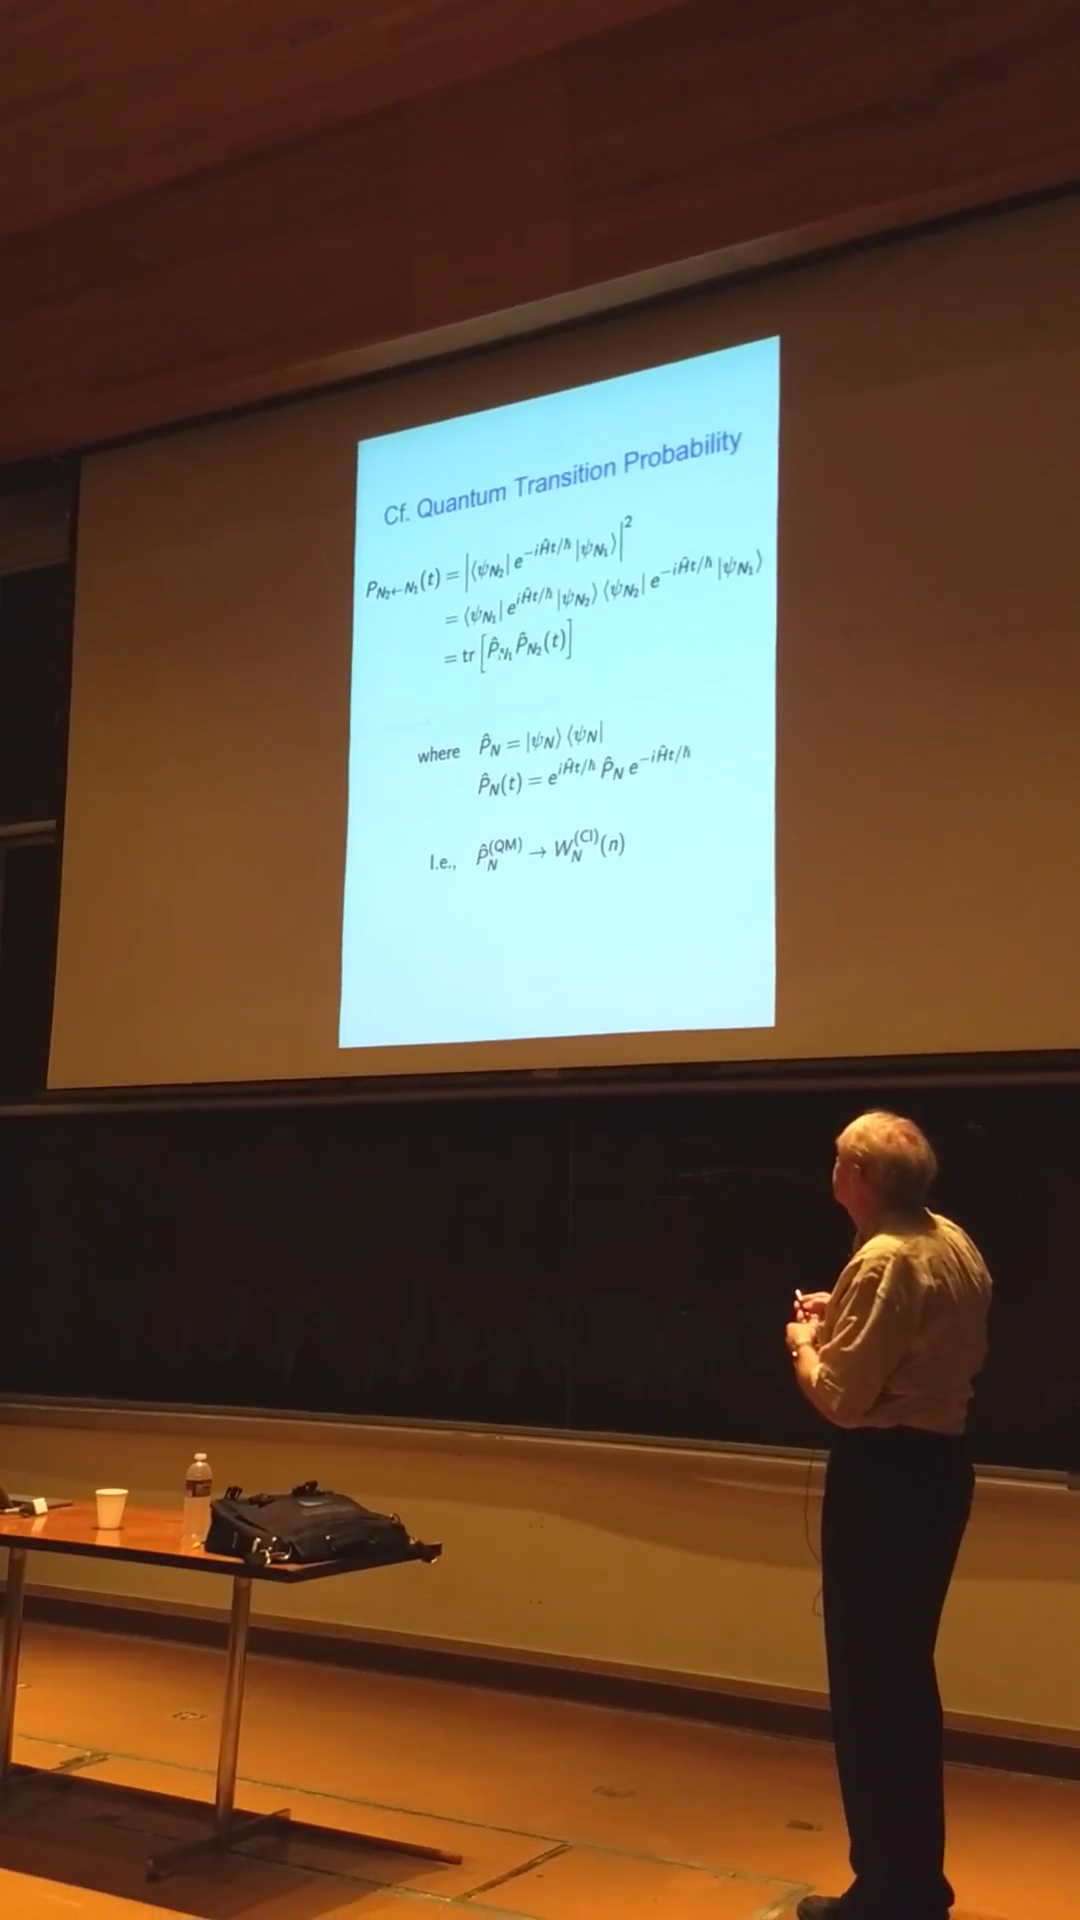 Cf. Quantum Transition Probability
P_{N₂←N₁}(t) = |⟨ψ_{N₂}| e^{−iĤt/ħ} |ψ_{N₁}⟩|²
= ⟨ψ_{N₁}| e^{iĤt/ħ} |ψ_{N₂}⟩ ⟨ψ_{N₂}| e^{−iĤt/ħ} |ψ_{N₁}⟩
= tr [P̂_{N₁} P̂_{N₂}(t)]
where P̂_N = |ψ_N⟩ ⟨ψ_N|
P̂_N(t) = e^{iĤt/ħ} P̂_N e^{−iĤt/ħ}
I.e., P̂_N^{(QM)} → W_N^{(Cl)}(n)